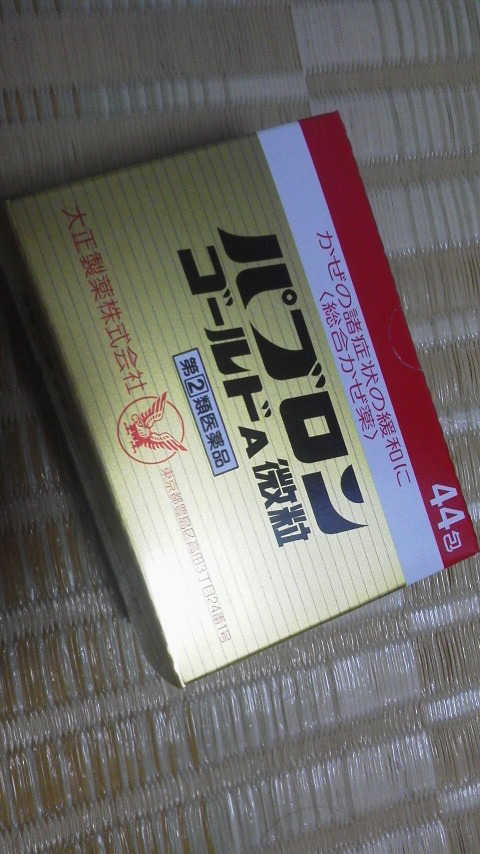 44包
かぜの諸症状の緩和に
〈総合かぜ薬〉
パブロン
ゴールドA微粒
第2類医薬品
大正製薬株式会社
東京都豊島区高田3丁目24番1号